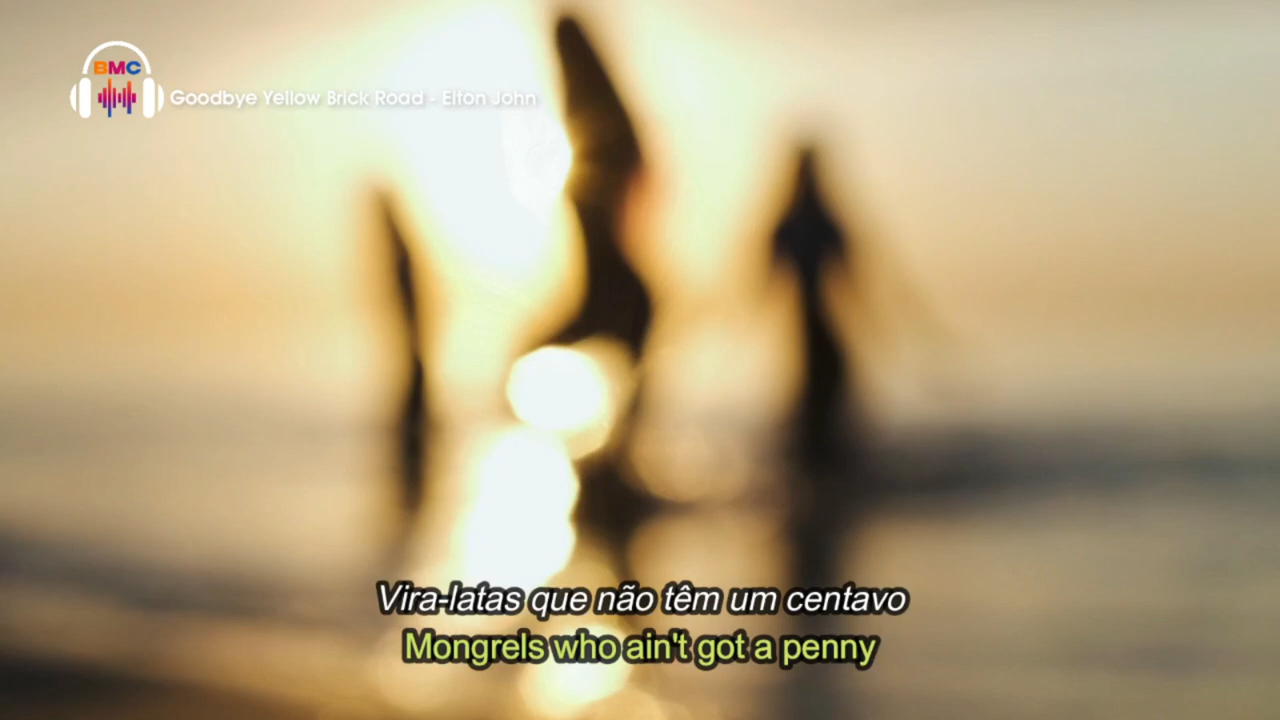 BMC
Goodbye Yellow Brick Road - Elton John
Vira-latas que não têm um centavo
Mongrels who ain't got a penny